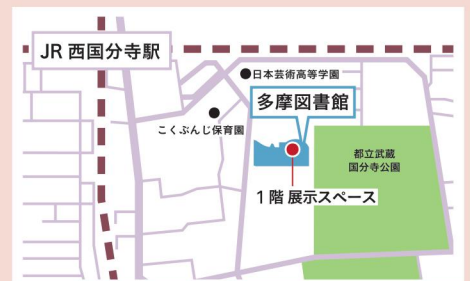 JR 西国分寺駅
日本芸術高等学園
多摩図書館
こくぶんじ保育園
都立武蔵
国分寺公園
1階 展示スペース